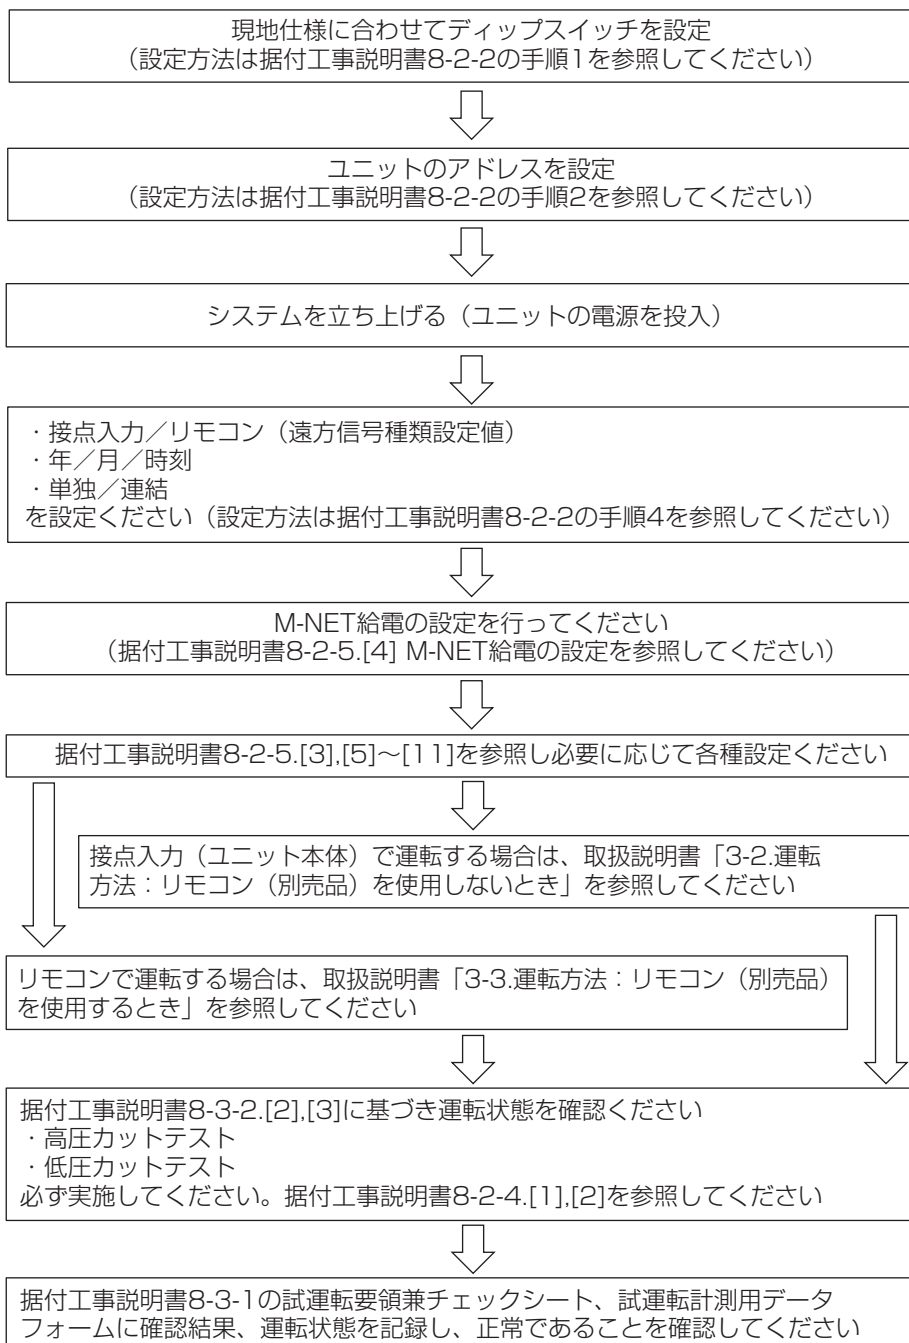 現地仕様に合わせてディップスイッチを設定
（設定方法は据付工事説明書8-2-2の手順1を参照してください）
ユニットのアドレスを設定
（設定方法は据付工事説明書8-2-2の手順2を参照してください）
システムを立ち上げる（ユニットの電源を投入）
・接点入力／リモコン（遠方信号種類設定値）
・年／月／時刻
・単独／連結
を設定ください（設定方法は据付工事説明書8-2-2の手順4を参照してください）
M-NET給電の設定を行ってください
（据付工事説明書8-2-5.[4] M-NET給電の設定を参照してください）
据付工事説明書8-2-5.[3],[5]～[11]を参照し必要に応じて各種設定ください
接点入力（ユニット本体）で運転する場合は、取扱説明書「3-2.運転
方法：リモコン（別売品）を使用しないとき」を参照してください
リモコンで運転する場合は、取扱説明書「3-3.運転方法：リモコン（別売品）
を使用するとき」を参照してください
据付工事説明書8-3-2.[2],[3]に基づき運転状態を確認ください
・高圧カットテスト
・低圧カットテスト
必ず実施してください。据付工事説明書8-2-4.[1],[2]を参照してください
据付工事説明書8-3-1の試運転要領兼チェックシート、試運転計測用データ
フォームに確認結果、運転状態を記録し、正常であることを確認してください